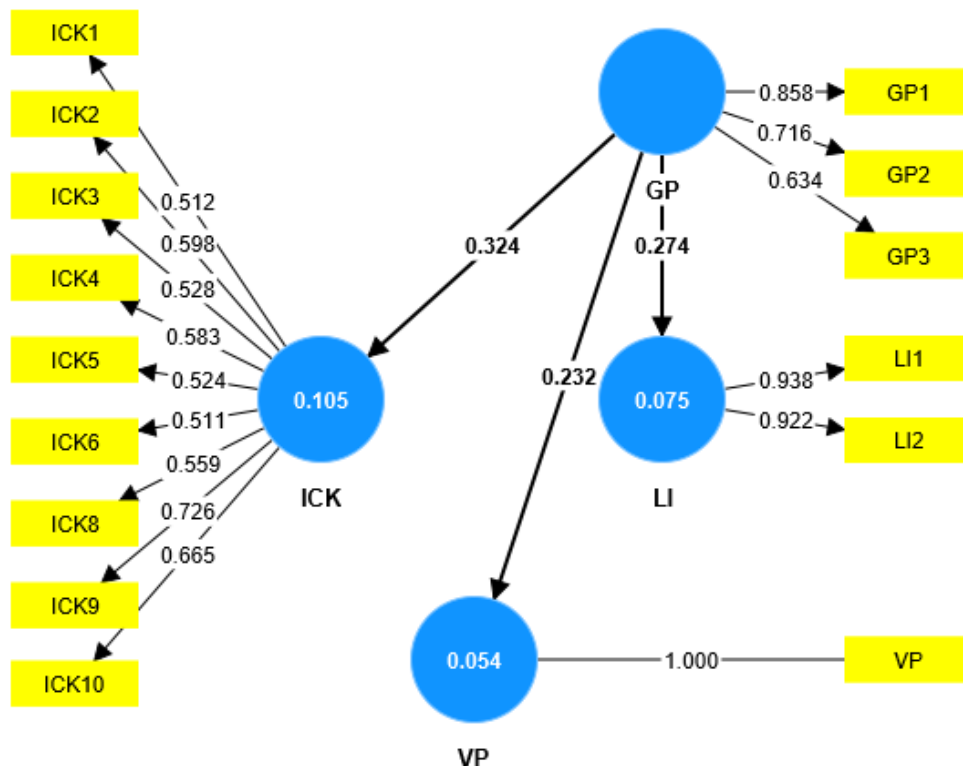 ICK1
ICK2
ICK3
ICK4
ICK5
ICK6
ICK8
ICK9
ICK10
0.512
0.598
0.528
0.583
0.524
0.511
0.559
0.726
0.665
0.105
ICK
0.324
GP
0.274
0.232
0.858
0.716
0.634
GP1
GP2
GP3
0.075
LI
0.938
0.922
LI1
LI2
0.054
VP
1.000
VP